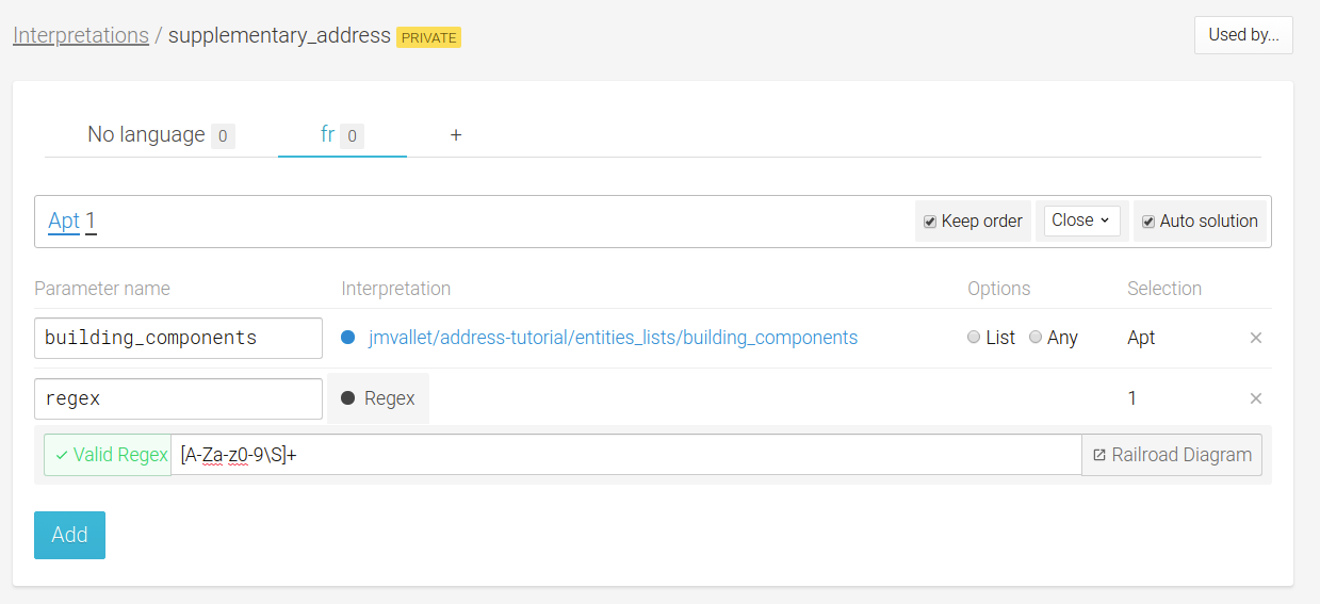 Interpretations / supplementary_address PRIVATE Used by...
No language 0 fr 0 +
Apt 1 Keep order Close Auto solution
Parameter name Interpretation Options Selection
building_components jmvallet/address-tutorial/entities_lists/building_components List Any Apt ×
regex Regex 1 ×
Valid Regex [A-Za-z0-9\S]+ Railroad Diagram
Add